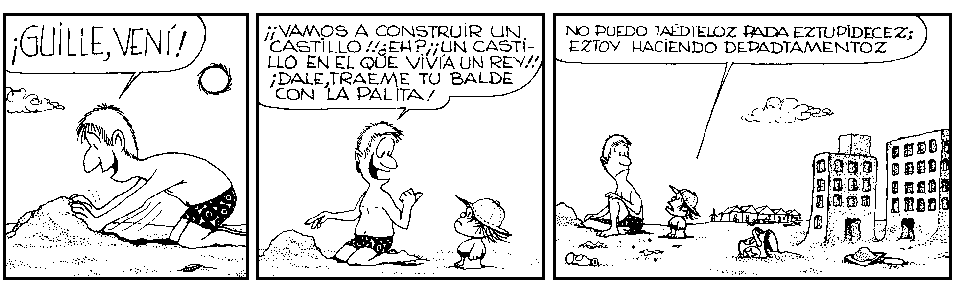 ¡GUILLE, VENÍ!
¡¡VAMOS A CONSTRUIR UN
CASTILLO!! ¿EH? ¡¡UN CASTI-
LLO EN EL QUE VIVÍA UN REY!!
¡DALE, TRAEME TU BALDE
CON LA PALITA!
NO PUEDO TAÉDTELOZ PADA EZTUPIDECEZ;
EZTOY HACIENDO DEPADTAMENTOZ